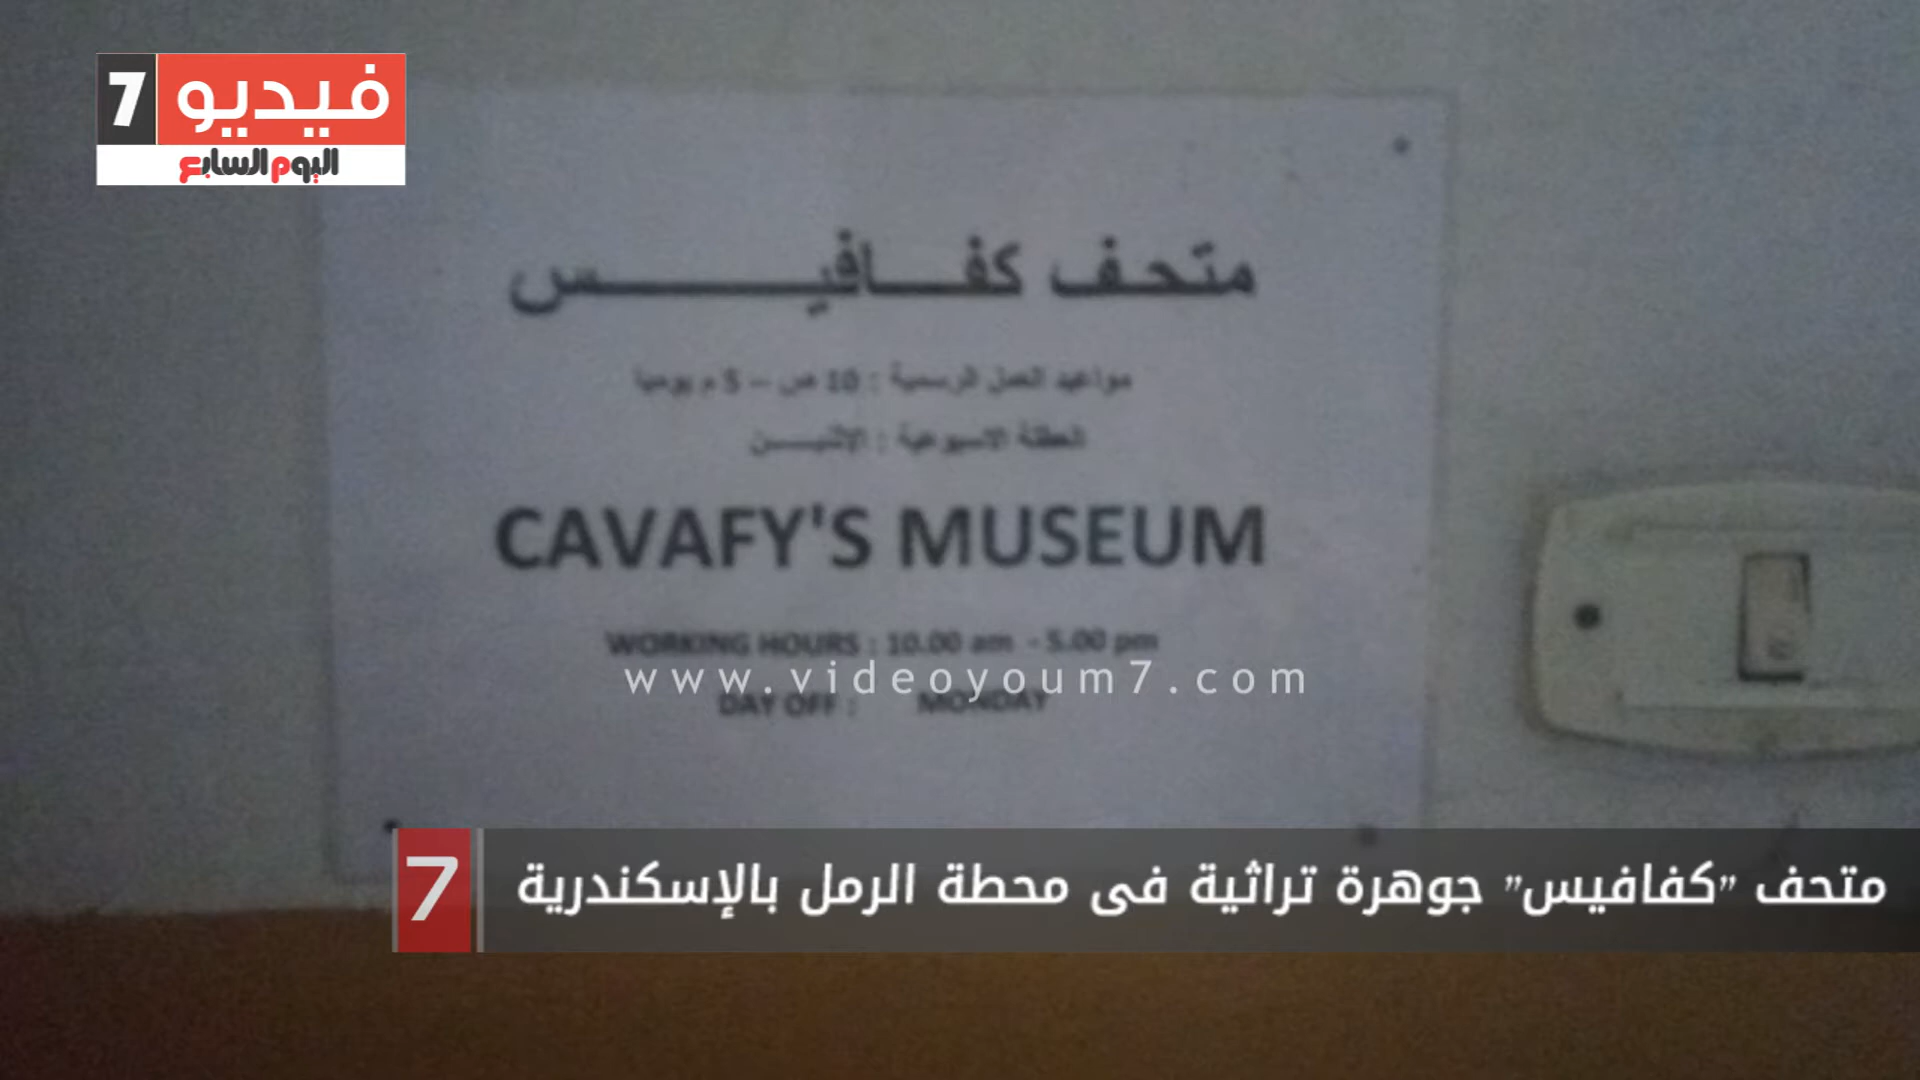 7 فيديو
اليوم السابع
متحف كفافيس
مواعيد العمل الرسمية : 10 ص – 5 م يوميا
العطلة الاسبوعية : الاثنين
CAVAFY'S MUSEUM
WORKING HOURS : 10.00 am - 5.00 pm
www.videoyoum7.com
DAY OFF : MONDAY
7
متحف "كفافيس" جوهرة تراثية فى محطة الرمل بالإسكندرية